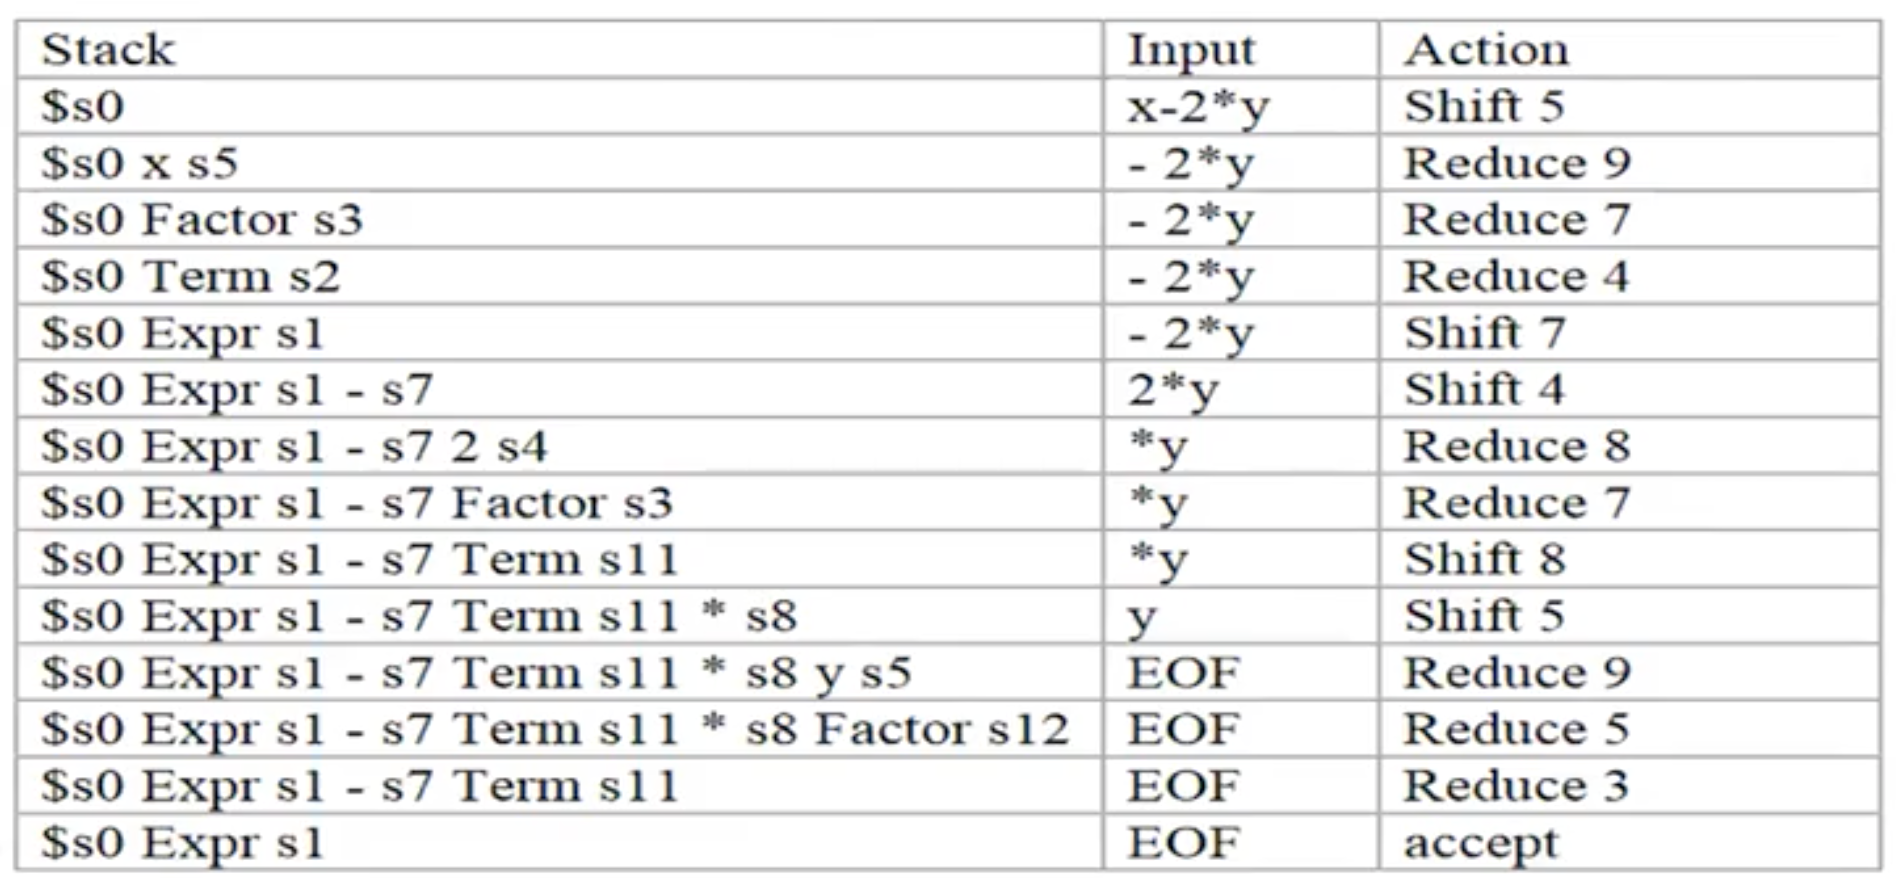 Stack Input Action
$s0 x-2*y Shift 5
$s0 x s5 - 2*y Reduce 9
$s0 Factor s3 - 2*y Reduce 7
$s0 Term s2 - 2*y Reduce 4
$s0 Expr s1 - 2*y Shift 7
$s0 Expr s1 - s7 2*y Shift 4
$s0 Expr s1 - s7 2 s4 *y Reduce 8
$s0 Expr s1 - s7 Factor s3 *y Reduce 7
$s0 Expr s1 - s7 Term s11 *y Shift 8
$s0 Expr s1 - s7 Term s11 * s8 y Shift 5
$s0 Expr s1 - s7 Term s11 * s8 y s5 EOF Reduce 9
$s0 Expr s1 - s7 Term s11 * s8 Factor s12 EOF Reduce 5
$s0 Expr s1 - s7 Term s11 EOF Reduce 3
$s0 Expr s1 EOF accept